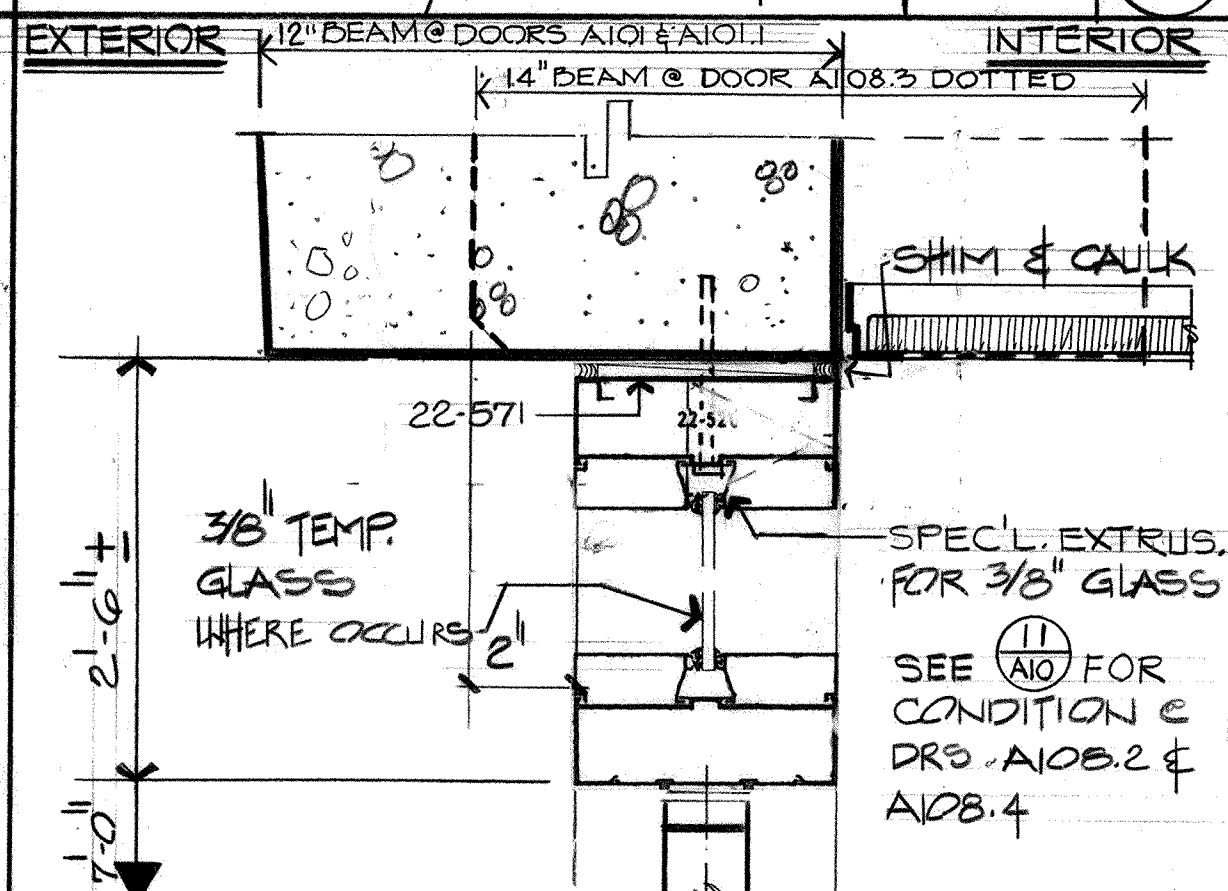 EXTERIOR
12" BEAM @ DOORS A101 & A101.1
INTERIOR
14" BEAM @ DOOR A108.3 DOTTED
SHIM & CAULK
22-571
3/8" TEMP.
GLASS
WHERE OCCURS
2"
SPEC'L. EXTRUS.
FOR 3/8" GLASS
SEE 11 A10 FOR
CONDITION @
DRS. A108.2 &
A108.4
2'-6" ±
7'-0"